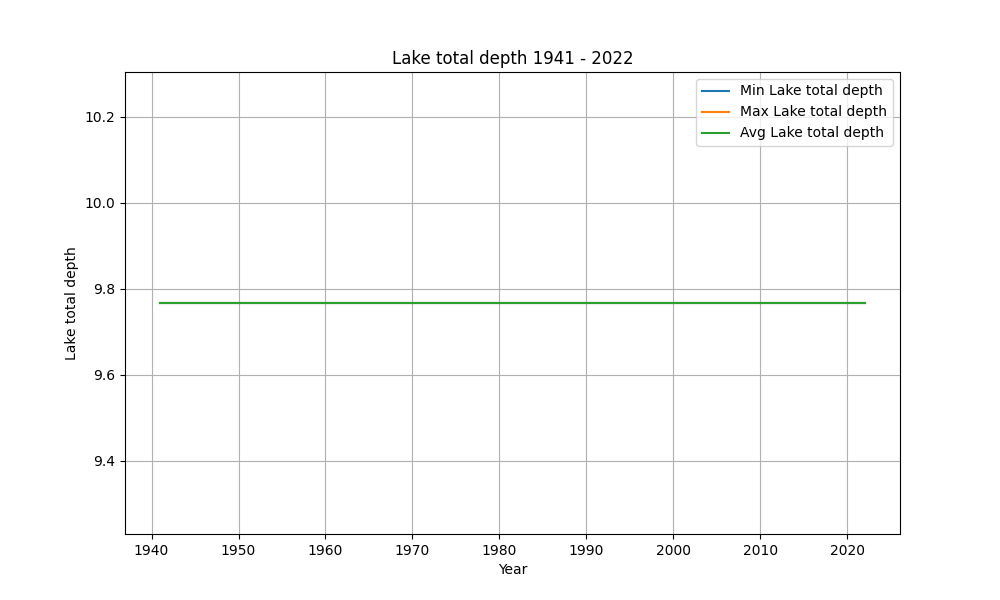 Lake total depth 1941 - 2022
Min Lake total depth
Max Lake total depth
Avg Lake total depth
10.2
10.0
9.8
9.6
9.4
Lake total depth
1940 1950 1960 1970 1980 1990 2000 2010 2020
Year